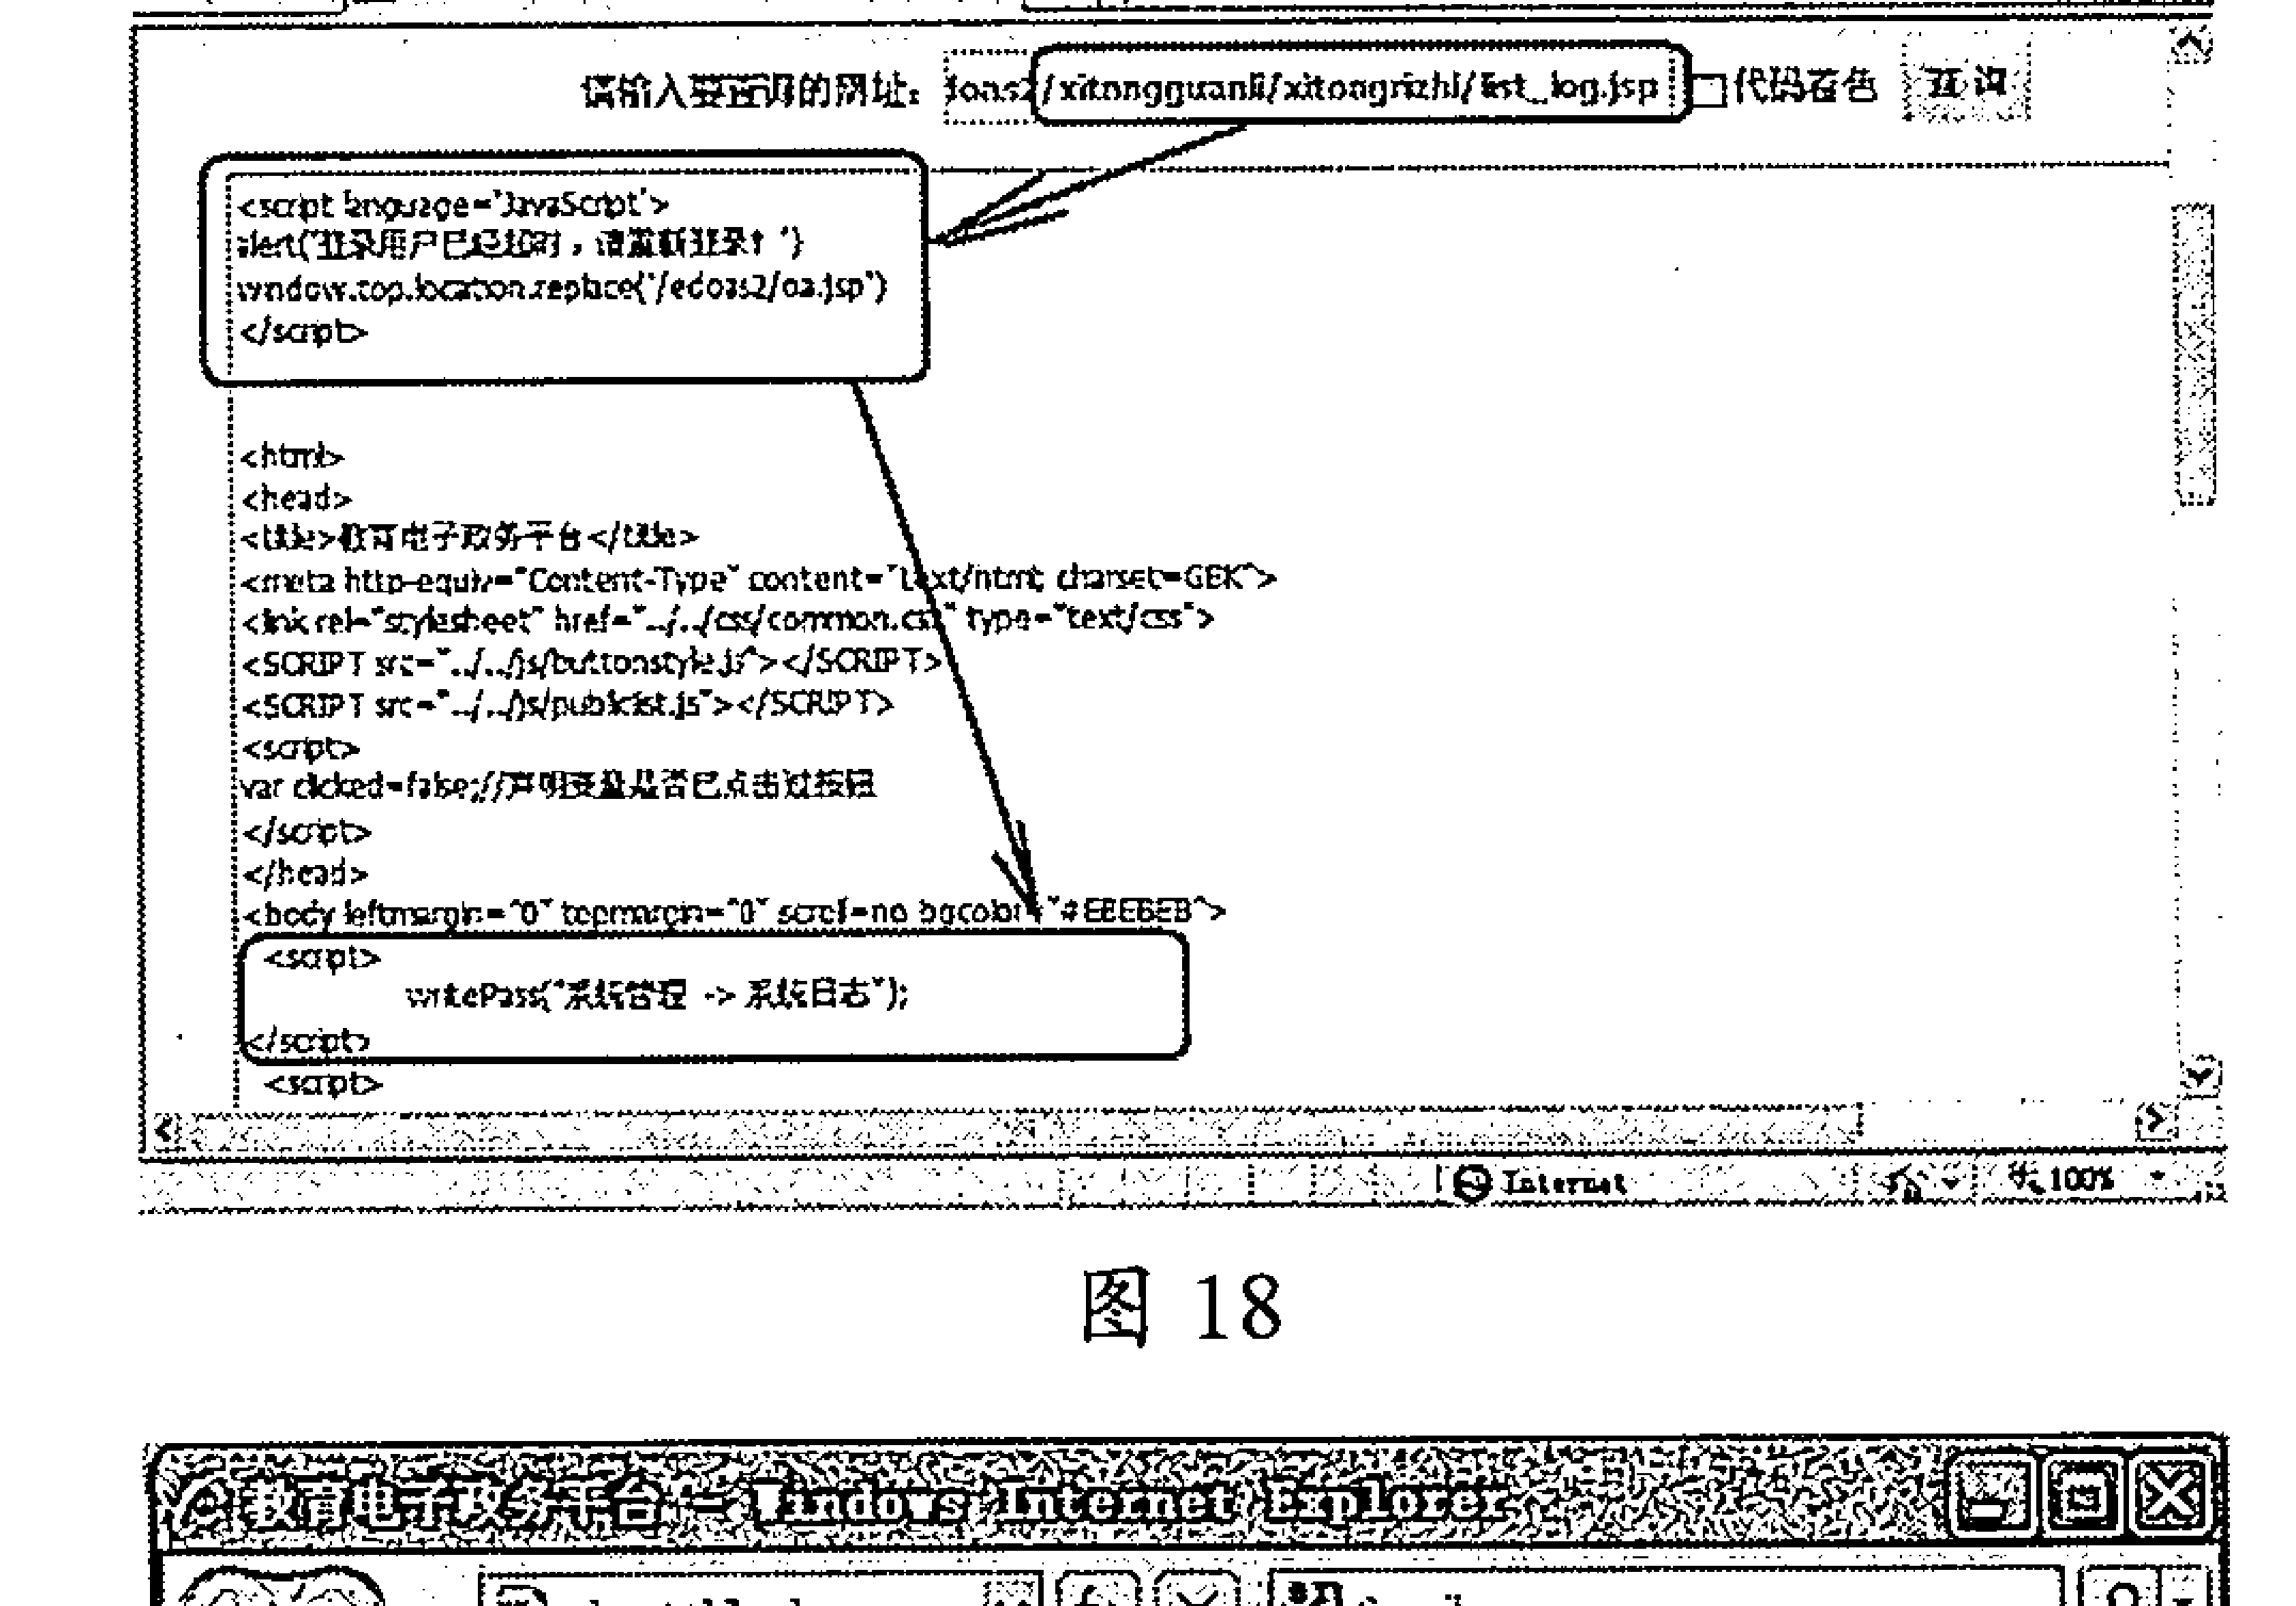 请输入要查询的网址： doas2/xitongguanli/xitongrizhi/list_log.jsp 代码着色 查 询
<script language='JavaScript'>
alert('登录用户已经超时，请重新登录！')
window.top.location.replace('/edoas2/oa.jsp')
</script>
<html>
<head>
<title>教育电子政务平台</title>
<meta http-equiv="Content-Type" content="text/html; charset=GBK">
<link rel="stylesheet" href="../../css/common.css" type="text/css">
<SCRIPT src="../../js/buttonstyle.js"></SCRIPT>
<SCRIPT src="../../js/publiclist.js"></SCRIPT>
<script>
var clicked=false;//声明变量是否已点击过按钮
</script>
</head>
<body leftmargin="0" topmargin="0" scroll=no bgcolor="#EBEBEB">
<script>
writePass("系统管理 -> 系统日志");
</script>
<script>
Internet 100%
图 18
教育电子政务平台 - Windows Internet Explorer